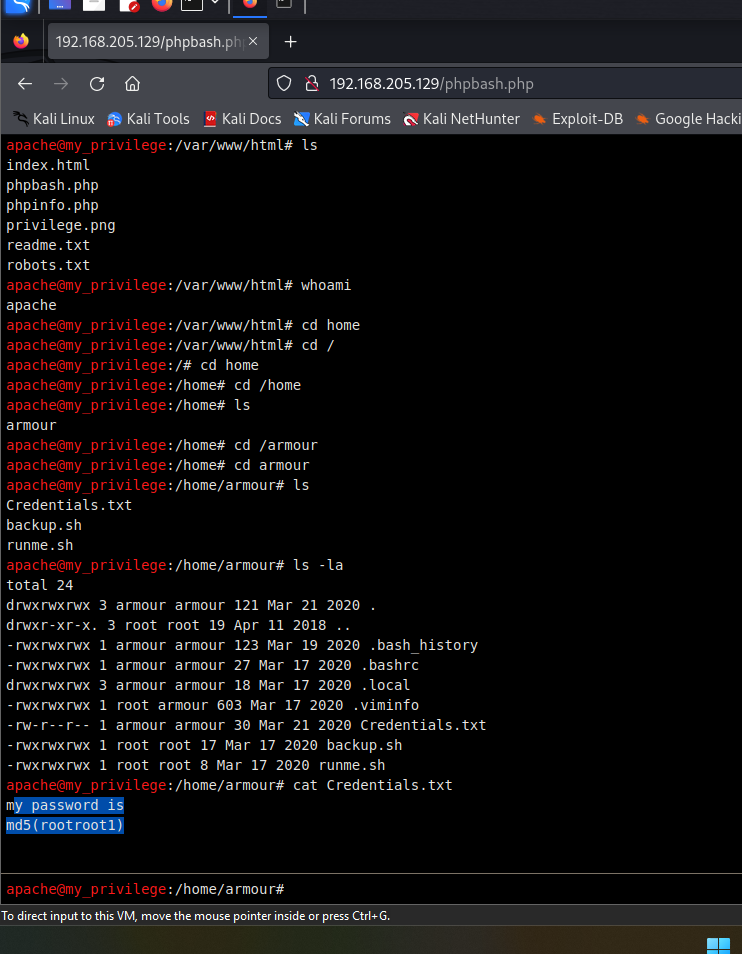 192.168.205.129/phpbash.ph
192.168.205.129/phpbash.php
Kali Linux Kali Tools Kali Docs Kali Forums Kali NetHunter Exploit-DB Google Hacki
apache@my_privilege:/var/www/html# ls
index.html
phpbash.php
phpinfo.php
privilege.png
readme.txt
robots.txt
apache@my_privilege:/var/www/html# whoami
apache
apache@my_privilege:/var/www/html# cd home
apache@my_privilege:/var/www/html# cd /
apache@my_privilege:/# cd home
apache@my_privilege:/home# cd /home
apache@my_privilege:/home# ls
armour
apache@my_privilege:/home# cd /armour
apache@my_privilege:/home# cd armour
apache@my_privilege:/home/armour# ls
Credentials.txt
backup.sh
runme.sh
apache@my_privilege:/home/armour# ls -la
total 24
drwxrwxrwx 3 armour armour 121 Mar 21 2020 .
drwxr-xr-x. 3 root root 19 Apr 11 2018 ..
-rwxrwxrwx 1 armour armour 123 Mar 19 2020 .bash_history
-rwxrwxrwx 1 armour armour 27 Mar 17 2020 .bashrc
drwxrwxrwx 3 armour armour 18 Mar 17 2020 .local
-rwxrwxrwx 1 root armour 603 Mar 17 2020 .viminfo
-rw-r--r-- 1 armour armour 30 Mar 21 2020 Credentials.txt
-rwxrwxrwx 1 root root 17 Mar 17 2020 backup.sh
-rwxrwxrwx 1 root root 8 Mar 17 2020 runme.sh
apache@my_privilege:/home/armour# cat Credentials.txt
my password is
md5(rootroot1)
apache@my_privilege:/home/armour#
To direct input to this VM, move the mouse pointer inside or press Ctrl+G.